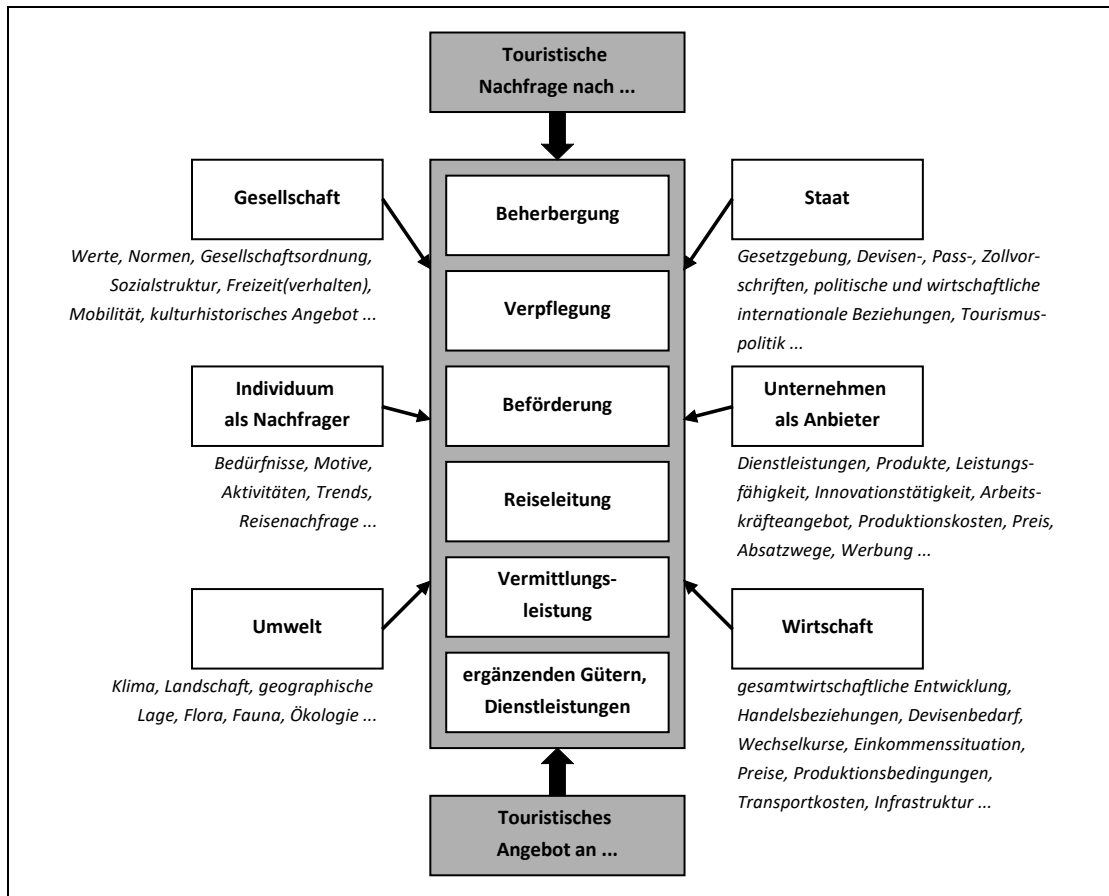 Touristische
Nachfrage nach ...
Gesellschaft
Werte, Normen, Gesellschaftsordnung,
Sozialstruktur, Freizeit(verhalten),
Mobilität, kulturhistorisches Angebot ...
Individuum
als Nachfrager
Bedürfnisse, Motive,
Aktivitäten, Trends,
Reisenachfrage ...
Umwelt
Klima, Landschaft, geographische
Lage, Flora, Fauna, Ökologie ...
Beherbergung
Verpflegung
Beförderung
Reiseleitung
Vermittlungs-
leistung
ergänzenden Gütern,
Dienstleistungen
Staat
Gesetzgebung, Devisen-, Pass-, Zollvor-
schriften, politische und wirtschaftliche
internationale Beziehungen, Tourismus-
politik ...
Unternehmen
als Anbieter
Dienstleistungen, Produkte, Leistungs-
fähigkeit, Innovationstätigkeit, Arbeits-
kräfteangebot, Produktionskosten, Preis,
Absatzwege, Werbung ...
Wirtschaft
gesamtwirtschaftliche Entwicklung,
Handelsbeziehungen, Devisenbedarf,
Wechselkurse, Einkommenssituation,
Preise, Produktionsbedingungen,
Transportkosten, Infrastruktur ...
Touristisches
Angebot an ...